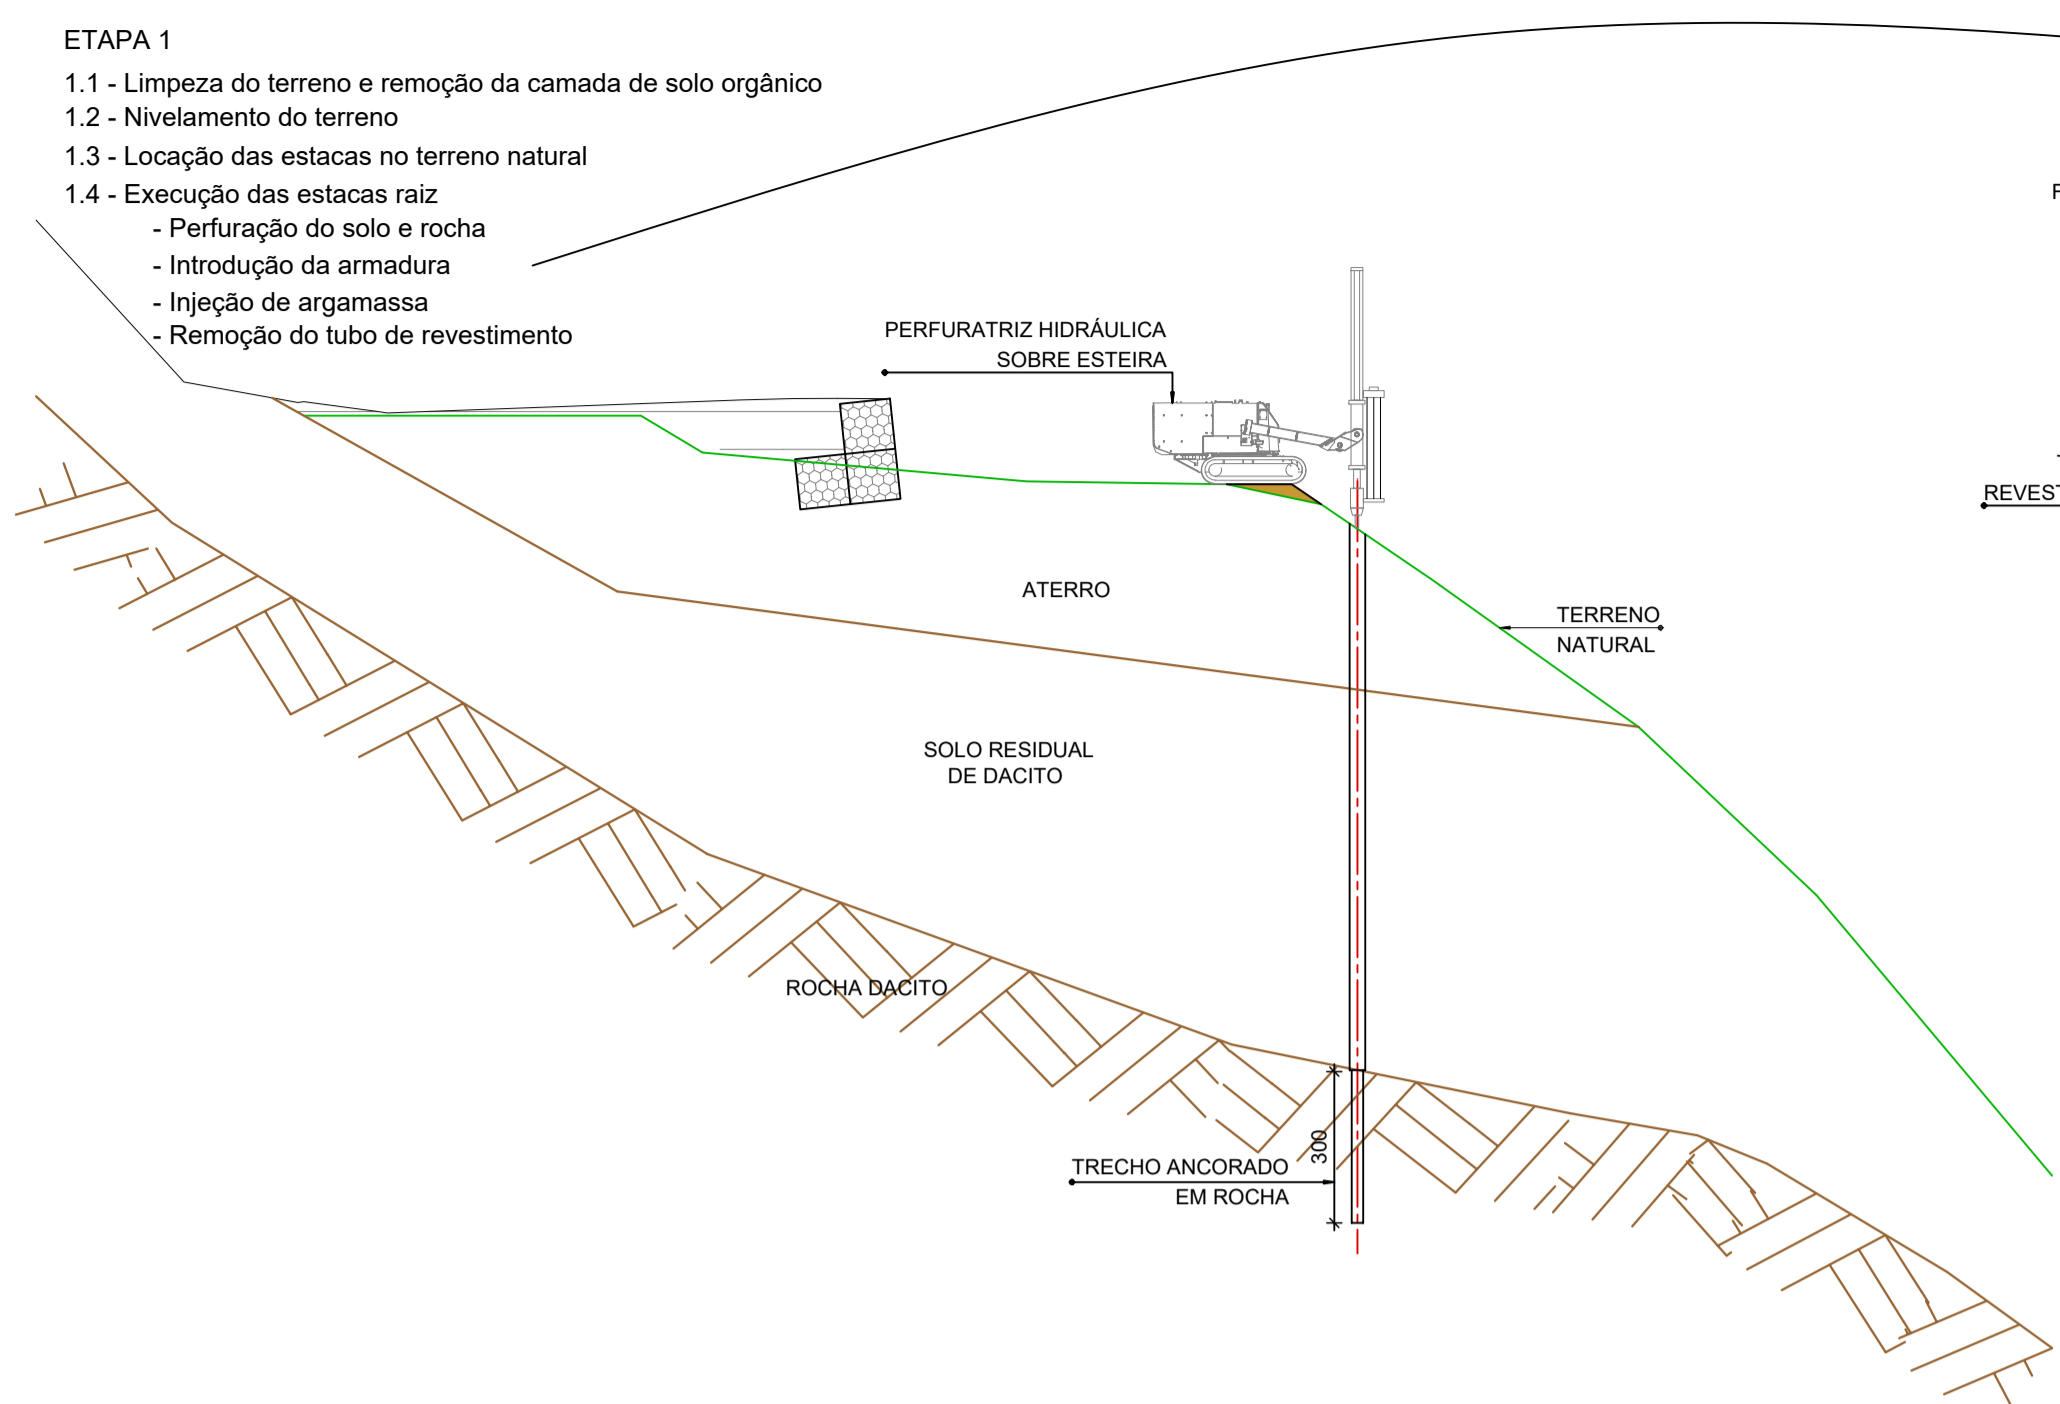 ETAPA 1
1.1 - Limpeza do terreno e remoção da camada de solo orgânico
1.2 - Nivelamento do terreno
1.3 - Locação das estacas no terreno natural
1.4 - Execução das estacas raiz
- Perfuração do solo e rocha
- Introdução da armadura
- Injeção de argamassa
- Remoção do tubo de revestimento
PERFURATRIZ HIDRÁULICA
SOBRE ESTEIRA
REVEST
ATERRO
TERRENO
NATURAL
SOLO RESIDUAL
DE DACITO
ROCHA DACITO
300
TRECHO ANCORADO
EM ROCHA